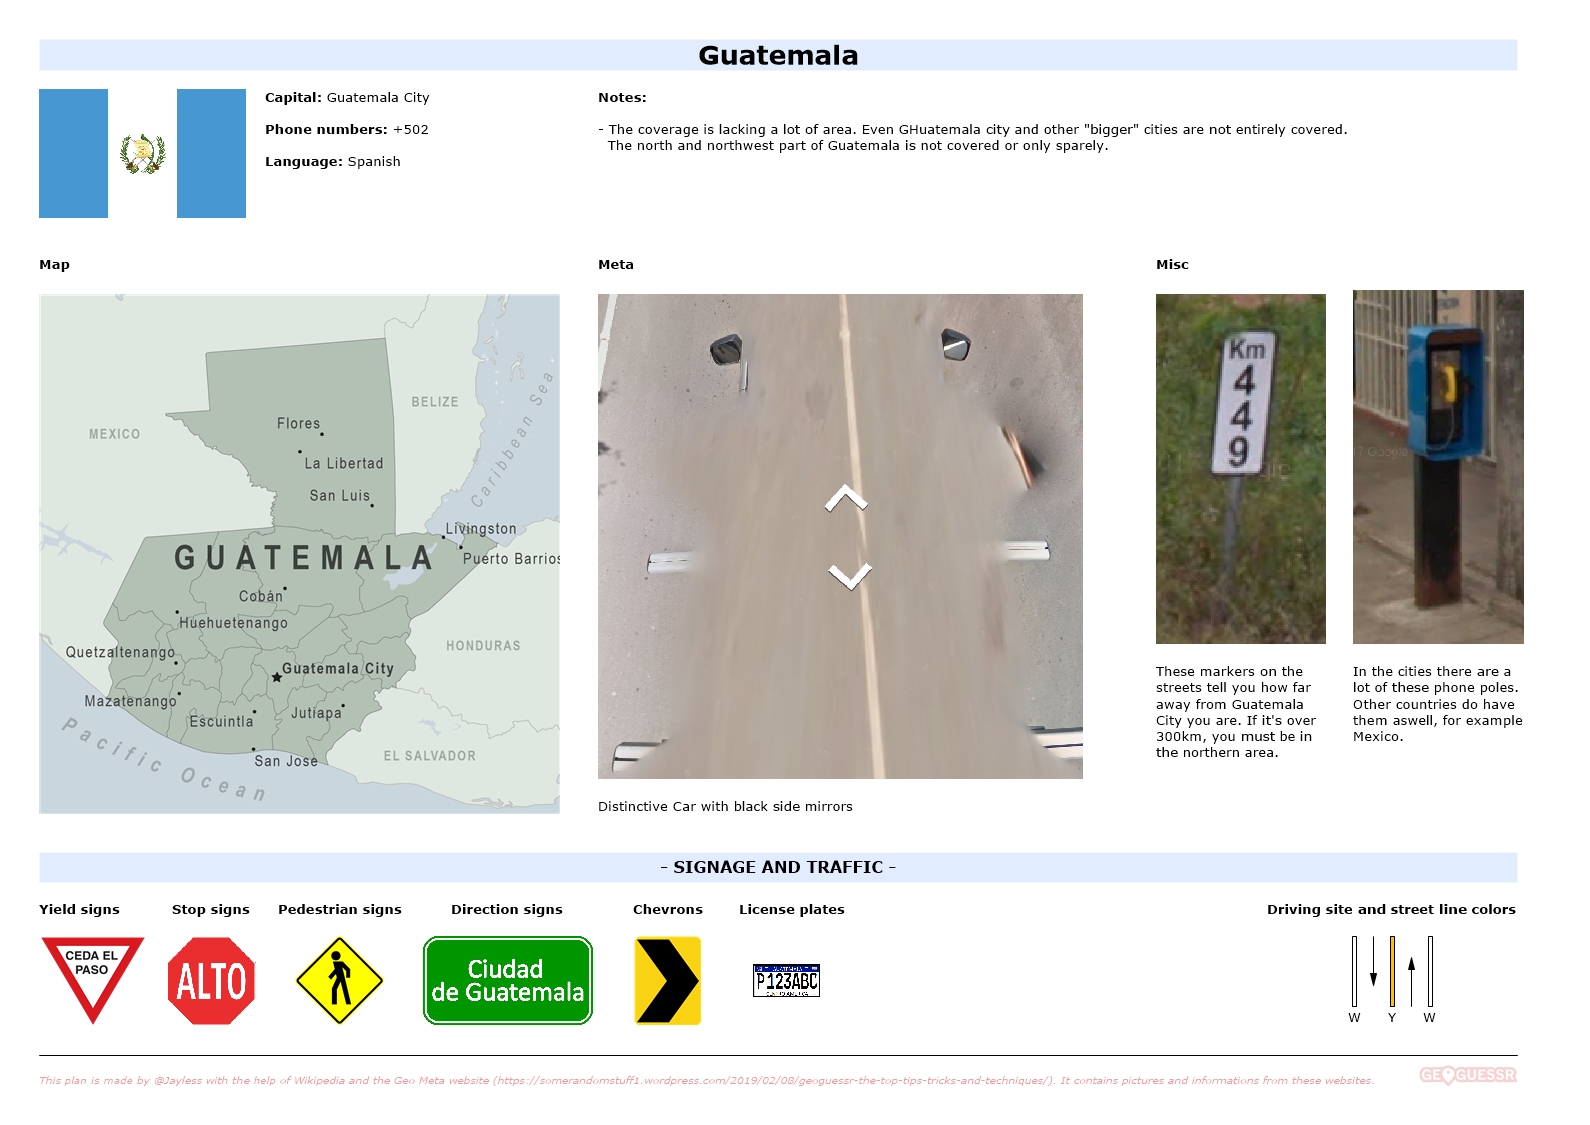 Guatemala
Capital: Guatemala City
Phone numbers: +502
Language: Spanish
Notes:
- The coverage is lacking a lot of area. Even GHuatemala city and other "bigger" cities are not entirely covered.
The north and northwest part of Guatemala is not covered or only sparely.
Map
MEXICO
BELIZE
Caribbean Sea
Flores
La Libertad
San Luis
Livingston
Puerto Barrios
GUATEMALA
Cobán
Huehuetenango
Quetzaltenango
Guatemala City
HONDURAS
Mazatenango
Escuintla
Jutiapa
San Jose
EL SALVADOR
Pacific Ocean
Meta
Distinctive Car with black side mirrors
Misc
Km
4
4
9
These markers on the
streets tell you how far
away from Guatemala
City you are. If it's over
300km, you must be in
the northern area.
17 Google
In the cities there are a
lot of these phone poles.
Other countries do have
them aswell, for example
Mexico.
- SIGNAGE AND TRAFFIC -
Yield signs
CEDA EL
PASO
Stop signs
ALTO
Pedestrian signs
Direction signs
Ciudad
de Guatemala
Chevrons
License plates
P123ABC
Driving site and street line colors
W Y W
This plan is made by @Jayless with the help of Wikipedia and the Geo Meta website (https://somerandomstuff1.wordpress.com/2019/02/08/geoguessr-the-top-tips-tricks-and-techniques/). It contains pictures and informations from these websites.
GEOGUESSR